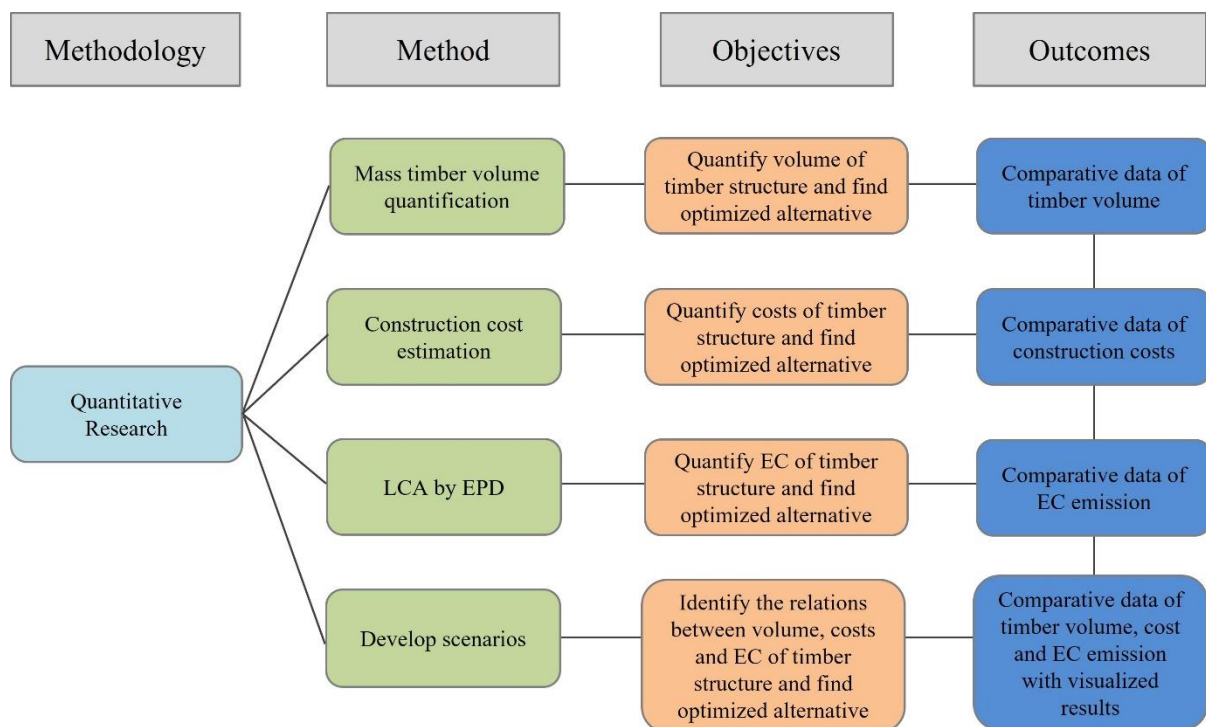 Methodology
Method
Objectives
Outcomes
Mass timber volume
quantification
Quantify volume of
timber structure and find
optimized alternative
Comparative data of
timber volume
Construction cost
estimation
Quantify costs of timber
structure and find
optimized alternative
Comparative data of
construction costs
Quantitative
Research
LCA by EPD
Quantify EC of timber
structure and find
optimized alternative
Comparative data of
EC emission
Develop scenarios
Identify the relations
between volume, costs
and EC of timber
structure and find
optimized alternative
Comparative data of
timber volume, cost
and EC emission
with visualized
results